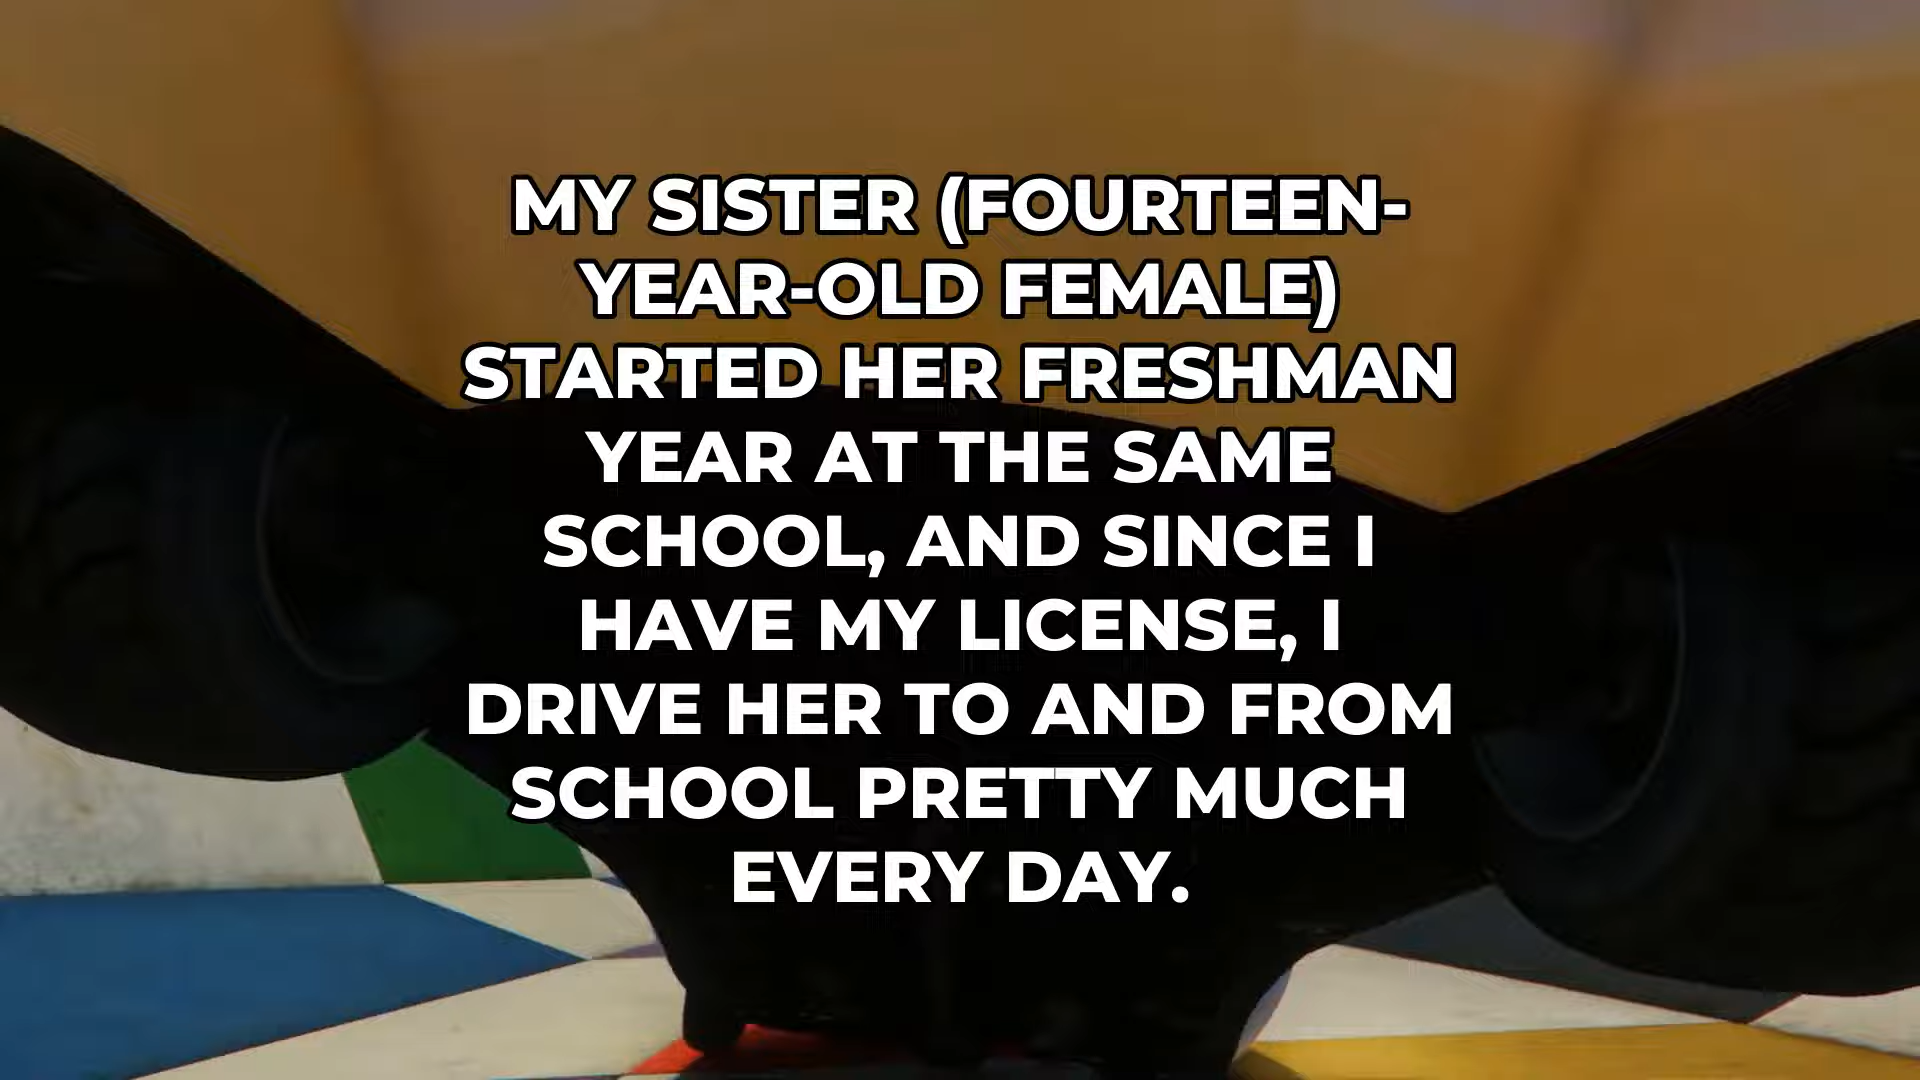 MY SISTER (FOURTEEN-
YEAR-OLD FEMALE)
STARTED HER FRESHMAN
YEAR AT THE SAME
SCHOOL, AND SINCE I
HAVE MY LICENSE, I
DRIVE HER TO AND FROM
SCHOOL PRETTY MUCH
EVERY DAY.